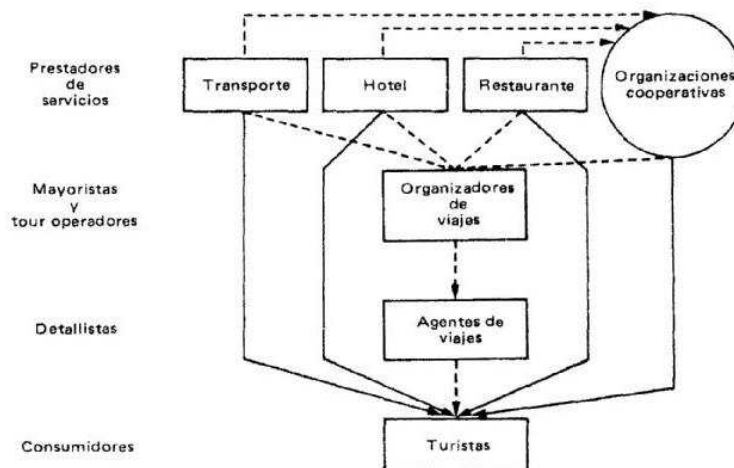 Prestadores
de
servicios
Transporte
Hotel
Restaurante
Organizaciones
cooperativas
Mayoristas
y
tour operadores
Organizadores
de
viajes
Detallistas
Agentes de
viajes
Consumidores
Turistas